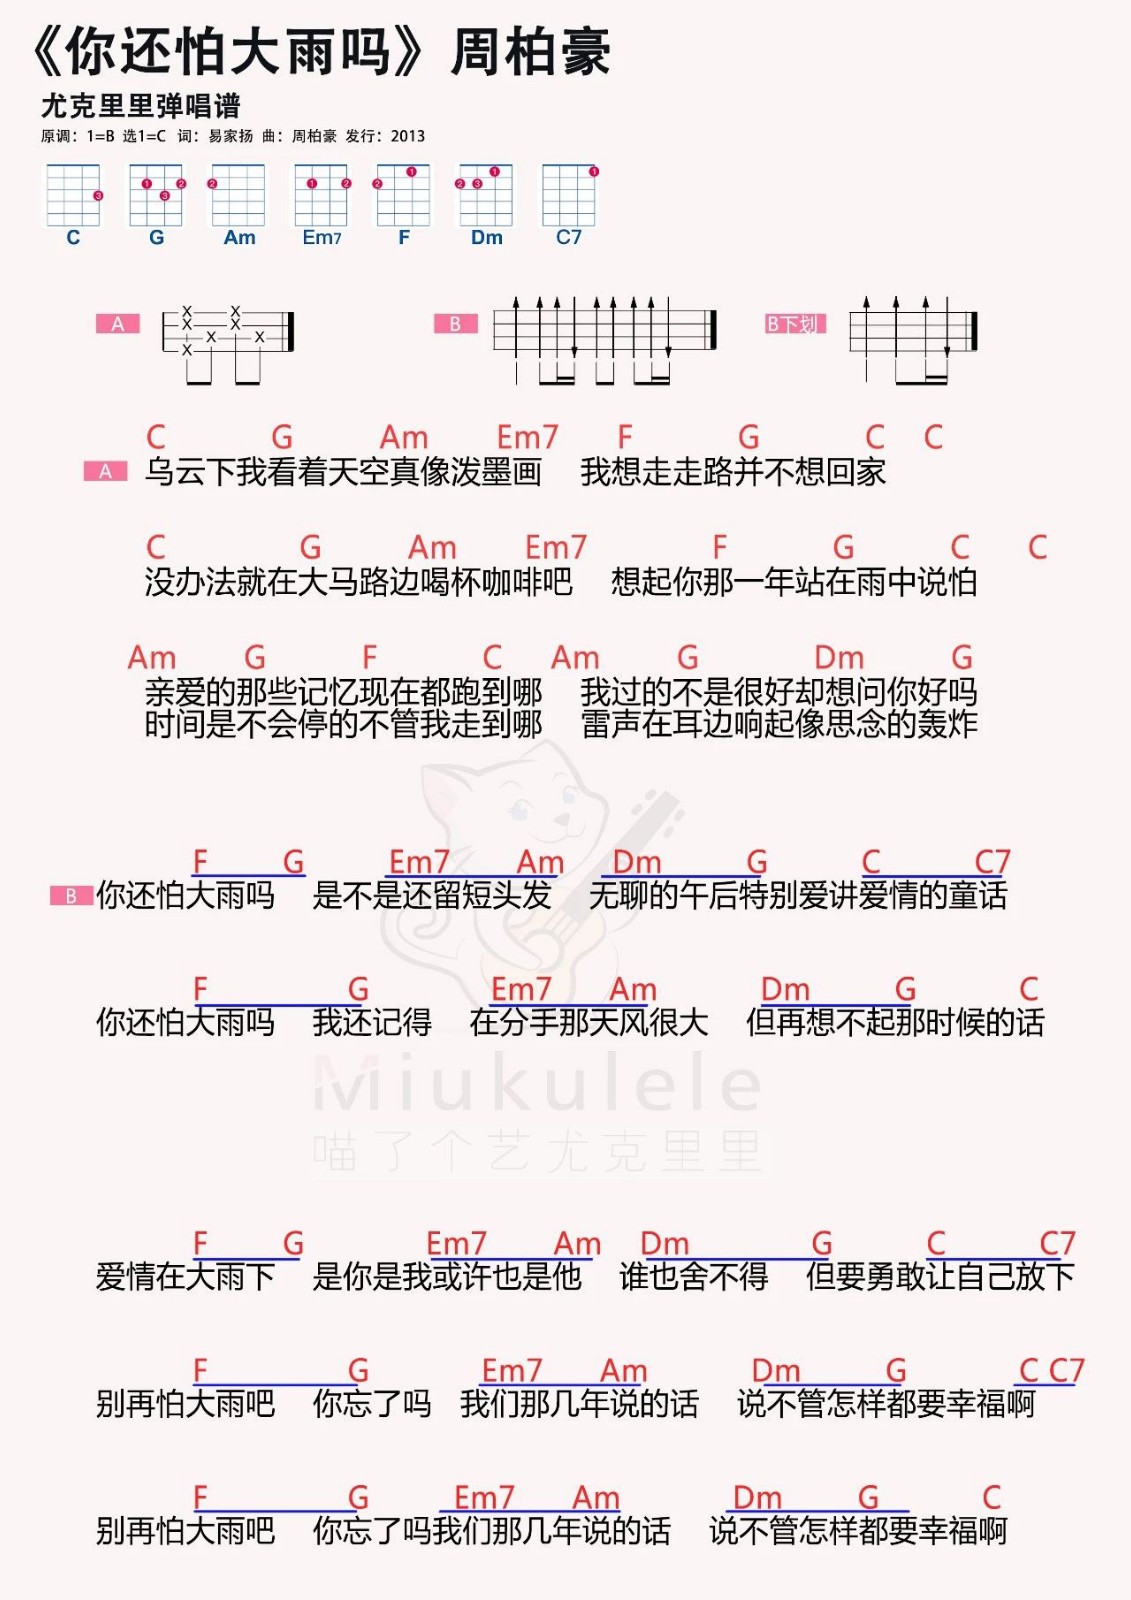 《你还怕大雨吗》周柏豪
尤克里里弹唱谱
原调：1=B 选1=C 词：易家扬 曲：周柏豪 发行：2013
3 1 2 3 2 1 2 2 1 2 3 1 1
C G Am Em7 F Dm C7
A B B下划
C G Am Em7 F G C C
A 乌云下我看着天空真像泼墨画 我想走走路并不想回家
C G Am Em7 F G C C
没办法就在大马路边喝杯咖啡吧 想起你那一年站在雨中说怕
Am G F C Am G Dm G
亲爱的那些记忆现在都跑到哪 我过的不是很好却想问你好吗
时间是不会停的不管我走到哪 雷声在耳边响起像思念的轰炸
F G Em7 Am Dm G C C7
B 你还怕大雨吗 是不是还留短头发 无聊的午后特别爱讲爱情的童话
F G Em7 Am Dm G C
你还怕大雨吗 我还记得 在分手那天风很大 但再想不起那时候的话
Miukulele
喵了个艺尤克里里
F G Em7 Am Dm G C C7
爱情在大雨下 是你是我或许也是他 谁也舍不得 但要勇敢让自己放下
F G Em7 Am Dm G C C7
别再怕大雨吧 你忘了吗 我们那几年说的话 说不管怎样都要幸福啊
F G Em7 Am Dm G C
别再怕大雨吧 你忘了吗我们那几年说的话 说不管怎样都要幸福啊